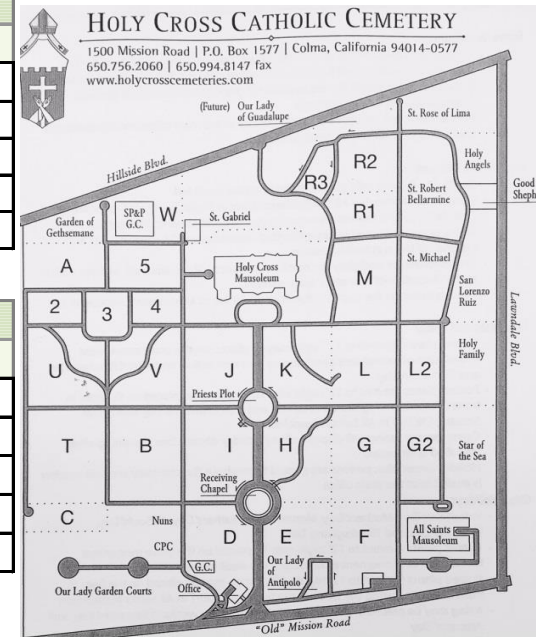 HOLY CROSS CATHOLIC CEMETERY
1500 Mission Road | P.O. Box 1577 | Colma, California 94014-0577
650.756.2060 | 650.994.8147 fax
www.holycrosscemeteries.com
(Future) Our Lady
of Guadalupe
St. Rose of Lima
Hillside Blvd.
R2
Holy
Angels
R3
Good
Sheph
St. Robert
Bellarmine
R1
SP&P
G.C.
W
St. Gabriel
Garden of
Gethsemane
St. Michael
A
5
Holy Cross
Mausoleum
M
San
Lorenzo
Ruiz
Lawndale Blvd.
2
3
4
Holy
Family
U
V
J
K
L
L2
Priests Plot
T
B
I
H
G
G2
Star of
the Sea
Receiving
Chapel
C
Nuns
D
E
F
All Saints
Mausoleum
CPC
G.C.
Our Lady
of
Antipolo
Our Lady Garden Courts
Office
"Old" Mission Road